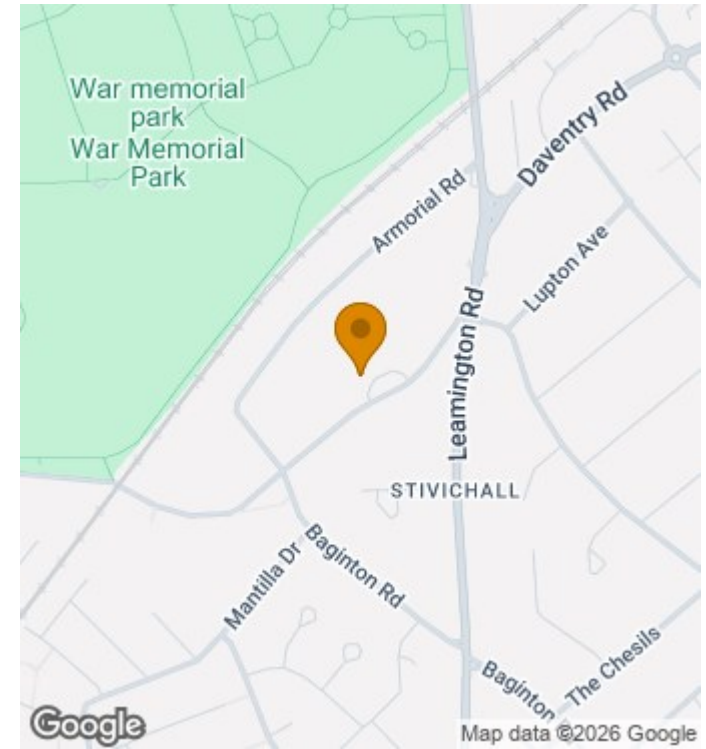 War memorial
park
War Memorial
Park
Daventry Rd
Armorial Rd
Lupton Ave
Leamington Rd
STIVICHALL
Baginton Rd
Mantilla Dr
The Chesils
Baginton
Google
Map data ©2026 Google